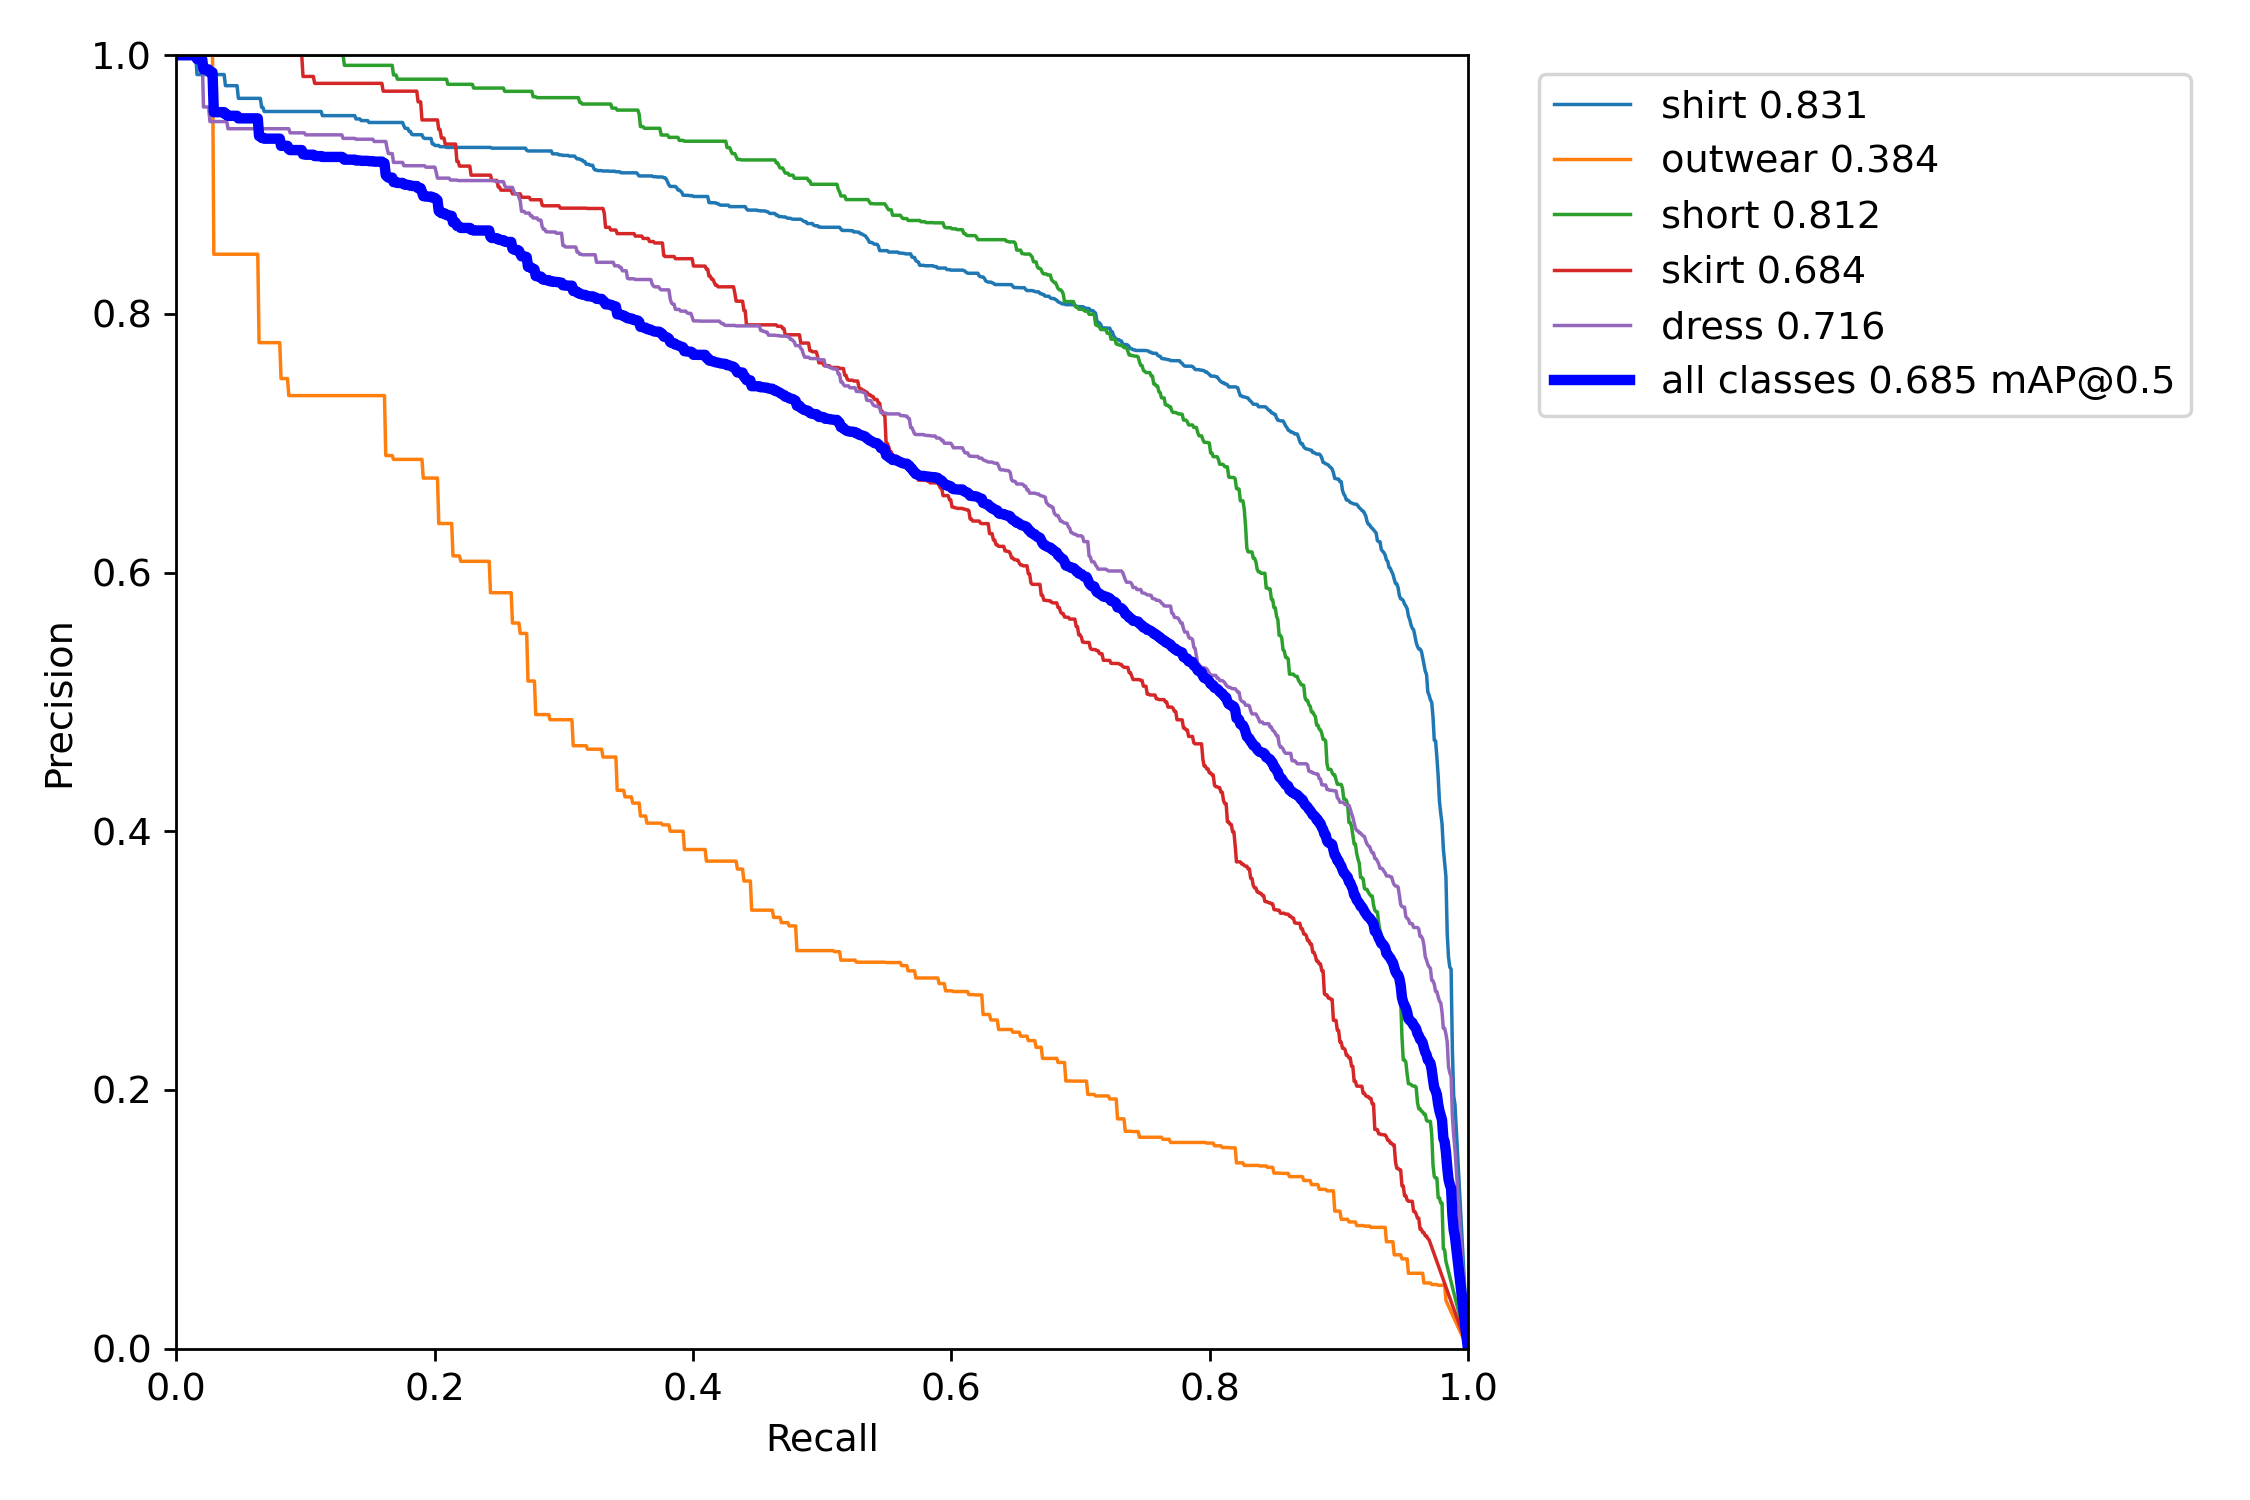 1.0
0.8
0.6
0.4
0.2
0.0
Precision
0.0 0.2 0.4 0.6 0.8 1.0
Recall
shirt 0.831
outwear 0.384
short 0.812
skirt 0.684
dress 0.716
all classes 0.685 mAP@0.5